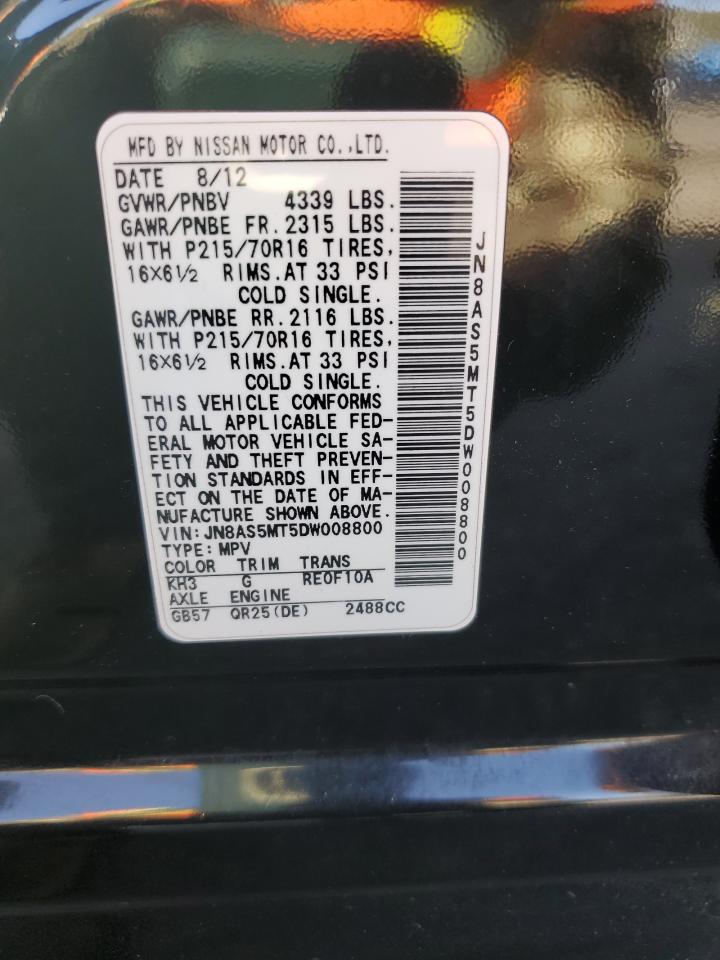 MFD BY NISSAN MOTOR CO.,LTD.
DATE 8/12
GVWR/PNBV 4339 LBS.
GAWR/PNBE FR. 2315 LBS.
WITH P215/70R16 TIRES,
16X6½ RIMS. AT 33 PSI
COLD SINGLE.
GAWR/PNBE RR. 2116 LBS.
WITH P215/70R16 TIRES,
16X6½ RIMS. AT 33 PSI
COLD SINGLE.
THIS VEHICLE CONFORMS
TO ALL APPLICABLE FED-
ERAL MOTOR VEHICLE SA-
FETY AND THEFT PREVEN-
TION STANDARDS IN EFF-
ECT ON THE DATE OF MA-
NUFACTURE SHOWN ABOVE.
VIN: JN8AS5MT5DW008800
TYPE: MPV
COLOR TRIM TRANS
KH3 G RE0F10A
AXLE ENGINE
GB57 QR25(DE) 2488CC
JN8AS5MT5DW008800